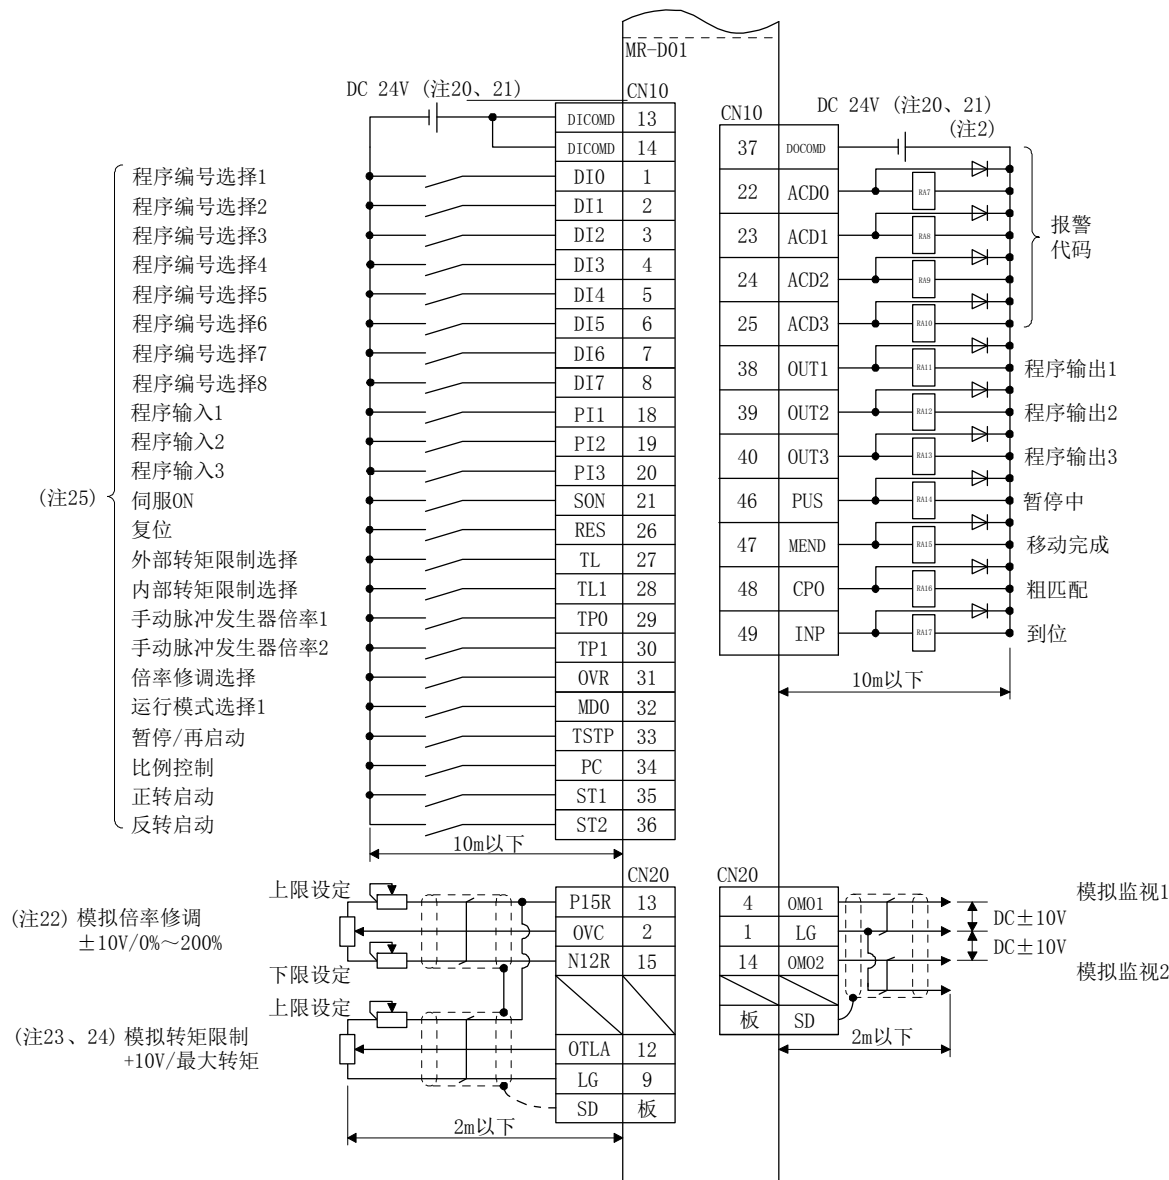 MR-D01
DC 24V (注20、21)
CN10
DICOMD 13
DICOMD 14
程序编号选择1 DI0 1
程序编号选择2 DI1 2
程序编号选择3 DI2 3
程序编号选择4 DI3 4
程序编号选择5 DI4 5
程序编号选择6 DI5 6
程序编号选择7 DI6 7
程序编号选择8 DI7 8
程序输入1 PI1 18
程序输入2 PI2 19
程序输入3 PI3 20
(注25)
伺服ON SON 21
复位 RES 26
外部转矩限制选择 TL 27
内部转矩限制选择 TL1 28
手动脉冲发生器倍率1 TP0 29
手动脉冲发生器倍率2 TP1 30
倍率修调选择 OVR 31
运行模式选择1 MD0 32
暂停/再启动 TSTP 33
比例控制 PC 34
正转启动 ST1 35
反转启动 ST2 36
10m以下
CN10
DC 24V (注20、21)
(注2)
37 DOCOMD
22 ACD0 RA7
23 ACD1 RA8
24 ACD2 RA9
25 ACD3 RA10
报警
代码
38 OUT1 RA11 程序输出1
39 OUT2 RA12 程序输出2
40 OUT3 RA13 程序输出3
46 PUS RA14 暂停中
47 MEND RA15 移动完成
48 CPO RA16 粗匹配
49 INP RA17 到位
10m以下
CN20
上限设定
P15R 13
(注22) 模拟倍率修调
±10V/0%～200%
OVC 2
N12R 15
下限设定
上限设定
(注23、24) 模拟转矩限制
+10V/最大转矩
OTLA 12
LG 9
SD 板
2m以下
CN20
模拟监视1
4 OMO1
DC±10V
1 LG
DC±10V
14 OMO2
模拟监视2
板 SD
2m以下